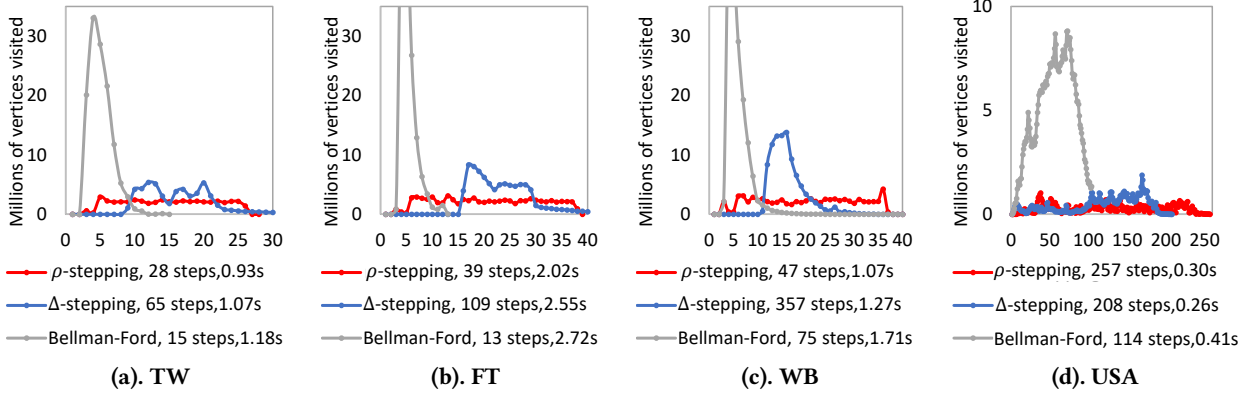 Millions of vertices visited
30
20
10
0
0 5 10 15 20 25 30
ρ-stepping, 28 steps,0.93s
Δ-stepping, 65 steps,1.07s
Bellman-Ford, 15 steps,1.18s
(a). TW
Millions of vertices visited
30
20
10
0
0 5 10 15 20 25 30 35 40
ρ-stepping, 39 steps,2.02s
Δ-stepping, 109 steps,2.55s
Bellman-Ford, 13 steps,2.72s
(b). FT
Millions of vertices visited
30
20
10
0
0 5 10 15 20 25 30 35 40
ρ-stepping, 47 steps,1.07s
Δ-stepping, 357 steps,1.27s
Bellman-Ford, 75 steps,1.71s
(c). WB
Millions of vertices visited
10
5
0
0 50 100 150 200 250
ρ-stepping, 257 steps,0.30s
Δ-stepping, 208 steps,0.26s
Bellman-Ford, 114 steps,0.41s
(d). USA